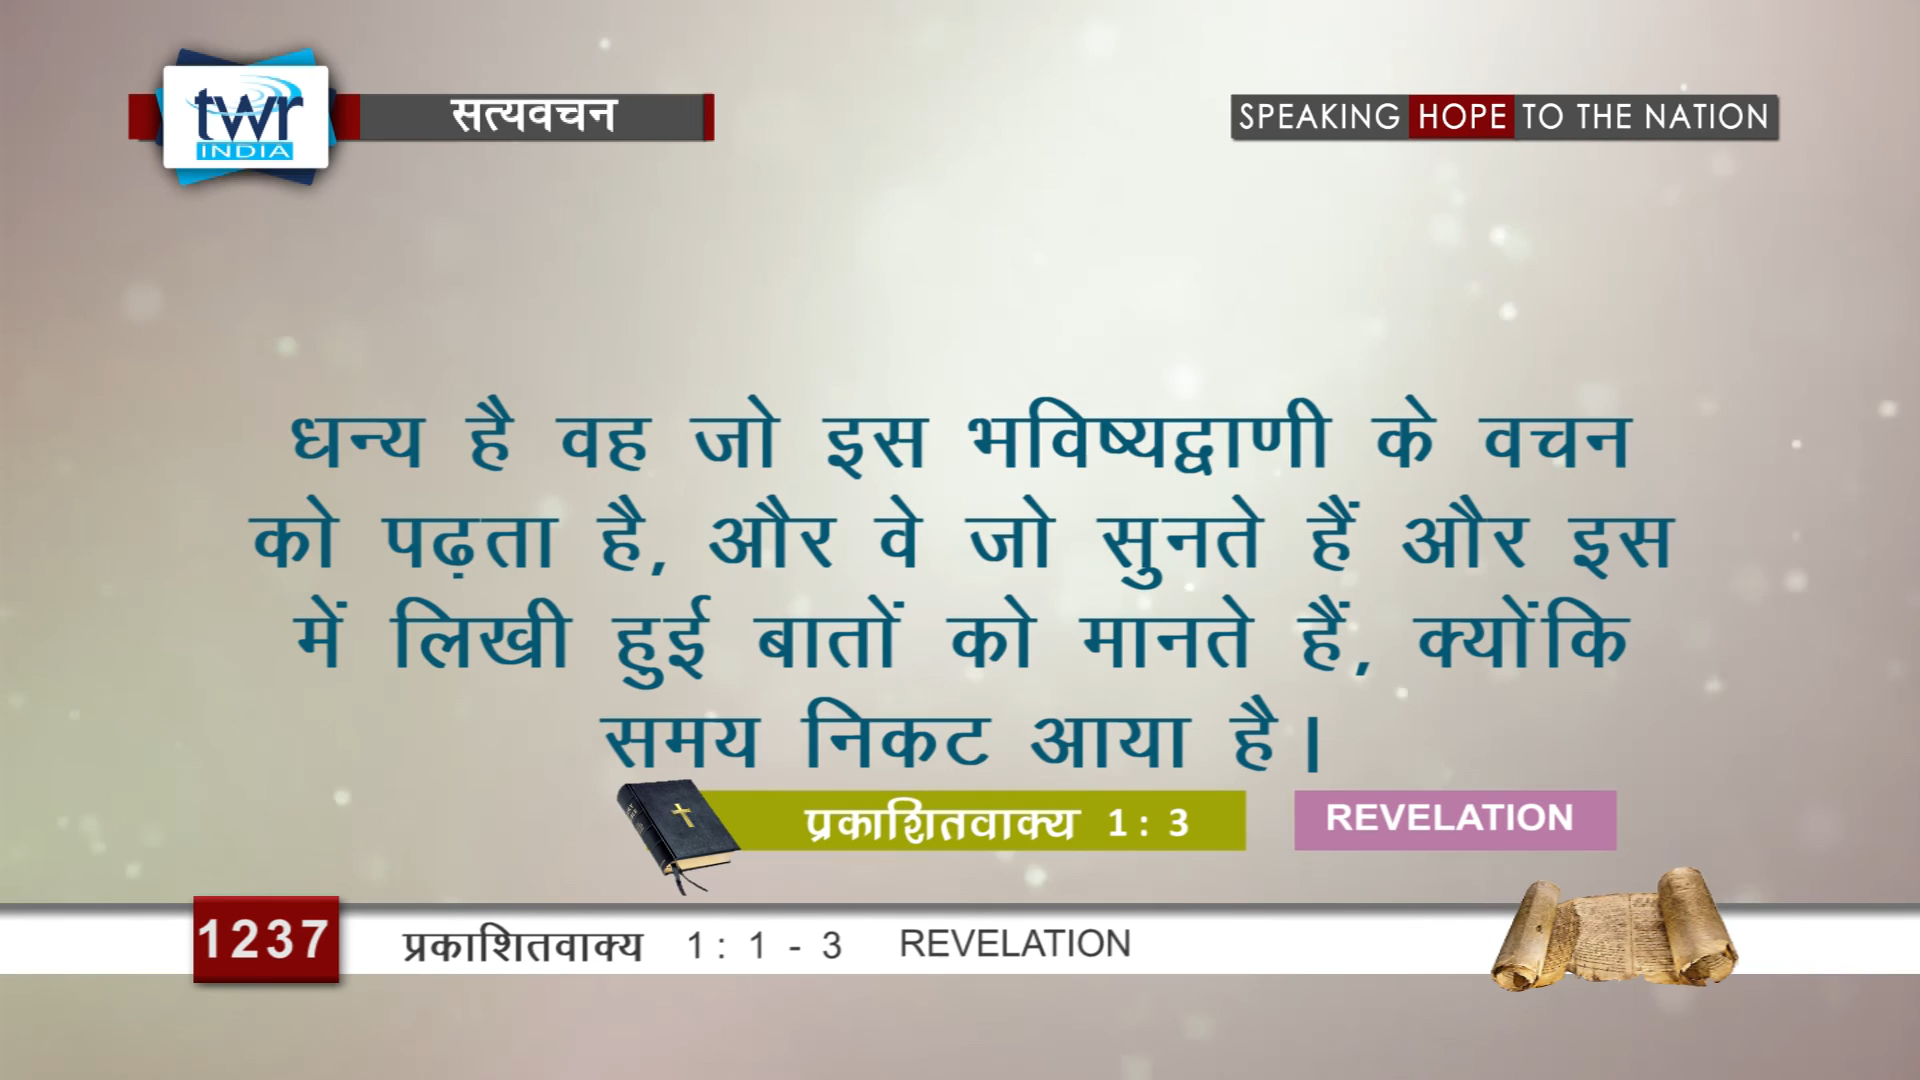 twr
INDIA
सत्यवचन
SPEAKING HOPE TO THE NATION
धन्य है वह जो इस भविष्यद्वाणी के वचन
को पढ़ता है, और वे जो सुनते हैं और इस
में लिखी हुई बातों को मानते हैं, क्योंकि
समय निकट आया है।
प्रकाशितवाक्य 1 : 3
REVELATION
1237
प्रकाशितवाक्य 1 : 1 - 3 REVELATION